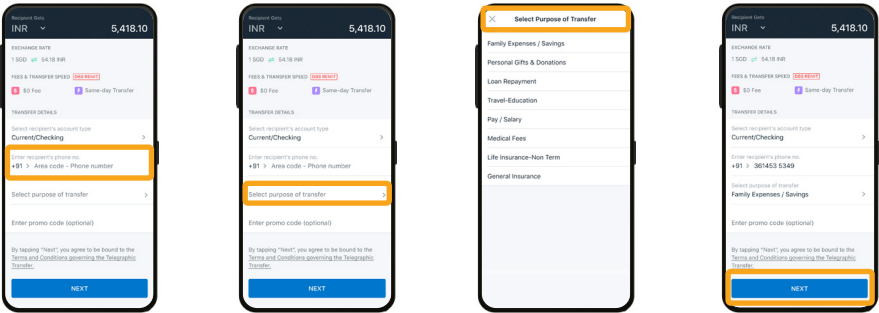 Recipient Gets
INR 5,418.10
EXCHANGE RATE
1 SGD ⇄ 54.18 INR
FEES & TRANSFER SPEED DBS REMIT
$ $0 Fee Same-day Transfer
TRANSFER DETAILS
Select recipient's account type
Current/Checking >
Enter recipient's phone no.
+91 > Area code - Phone number
Select purpose of transfer >
Enter promo code (optional)
By tapping "Next", you agree to be bound to the
Terms and Conditions governing the Telegraphic
Transfer.
NEXT
Recipient Gets
INR 5,418.10
EXCHANGE RATE
1 SGD ⇄ 54.18 INR
FEES & TRANSFER SPEED DBS REMIT
$ $0 Fee Same-day Transfer
TRANSFER DETAILS
Select recipient's account type
Current/Checking >
Enter recipient's phone no.
+91 > Area code - Phone number
Select purpose of transfer >
Enter promo code (optional)
By tapping "Next", you agree to be bound to the
Terms and Conditions governing the Telegraphic
Transfer.
NEXT
Select Purpose of Transfer
Family Expenses / Savings
Personal Gifts & Donations
Loan Repayment
Travel-Education
Pay / Salary
Medical Fees
Life Insurance-Non Term
General Insurance
Recipient Gets
INR 5,418.10
EXCHANGE RATE
1 SGD ⇄ 54.18 INR
FEES & TRANSFER SPEED DBS REMIT
$ $0 Fee Same-day Transfer
TRANSFER DETAILS
Select recipient's account type
Current/Checking >
Enter recipient's phone no.
+91 > 361453 5349
Select purpose of transfer
Family Expenses / Savings >
Enter promo code (optional)
By tapping "Next", you agree to be bound to the
Terms and Conditions governing the Telegraphic
Transfer.
NEXT